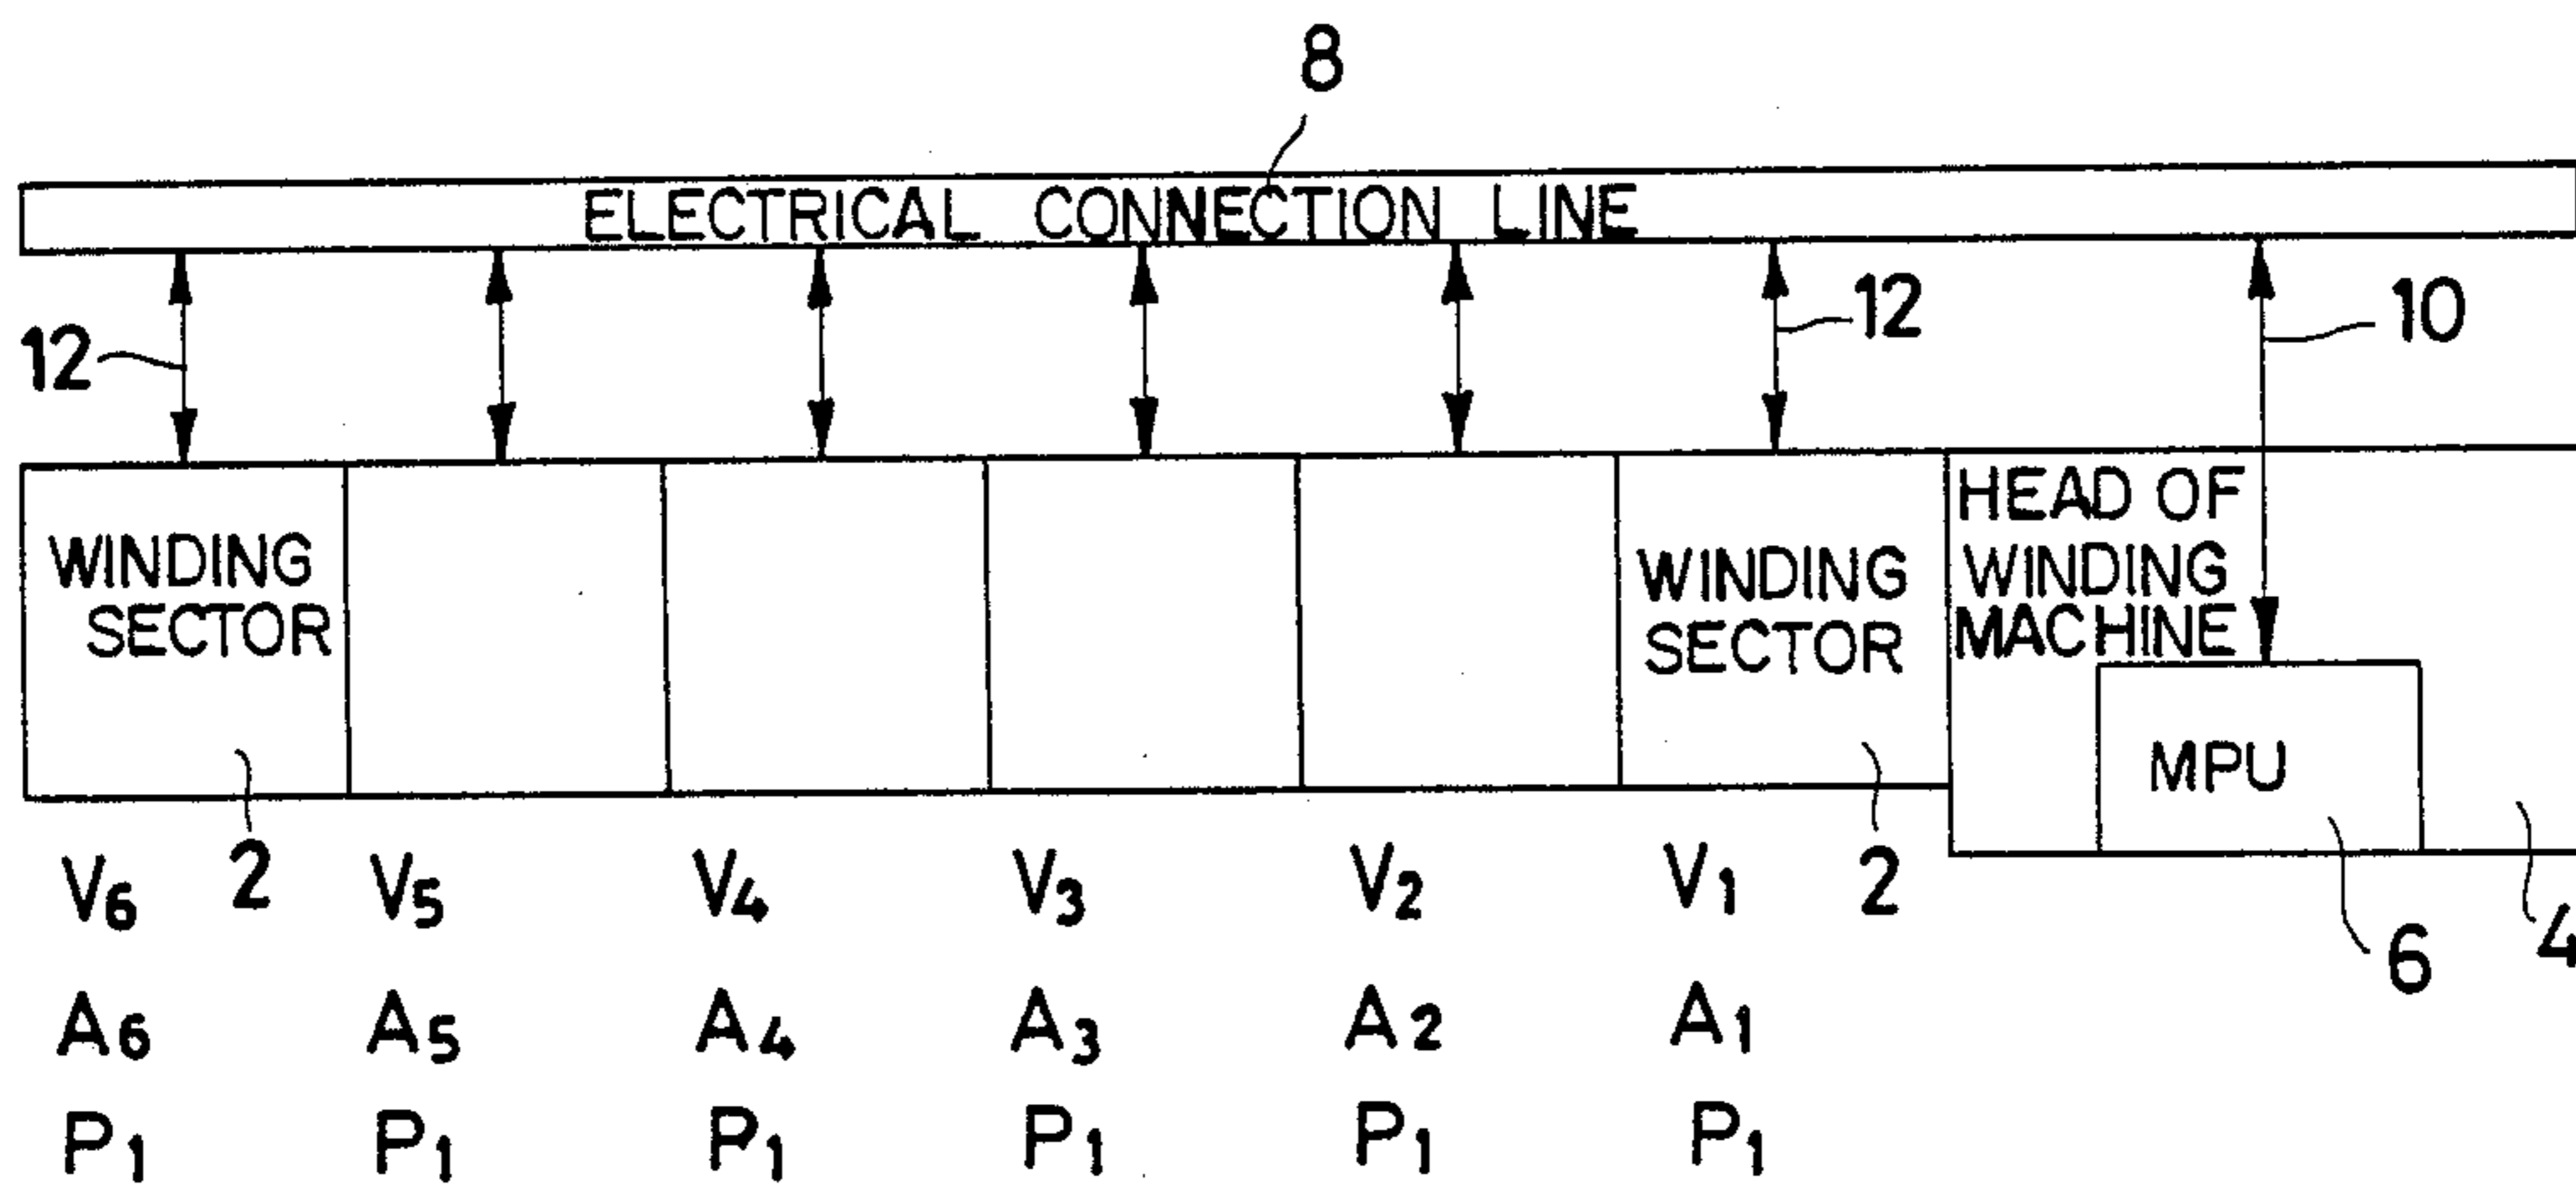 8
ELECTRICAL CONNECTION LINE
12
12
10
WINDING
SECTOR
WINDING
SECTOR
HEAD OF
WINDING
MACHINE
MPU
2
2
6
4
V6 V5 V4 V3 V2 V1
A6 A5 A4 A3 A2 A1
P1 P1 P1 P1 P1 P1